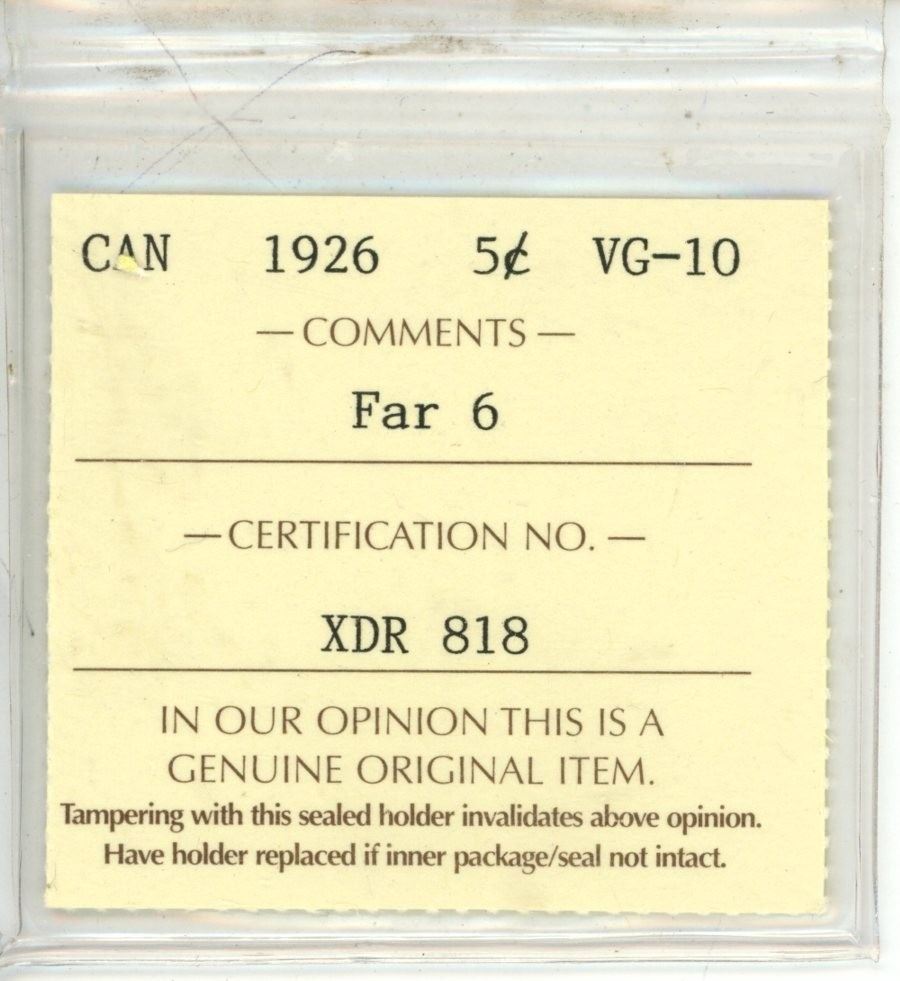 CAN 1926 5¢ VG-10
— COMMENTS —
Far 6
— CERTIFICATION NO. —
XDR 818
IN OUR OPINION THIS IS A
GENUINE ORIGINAL ITEM.
Tampering with this sealed holder invalidates above opinion.
Have holder replaced if inner package/seal not intact.